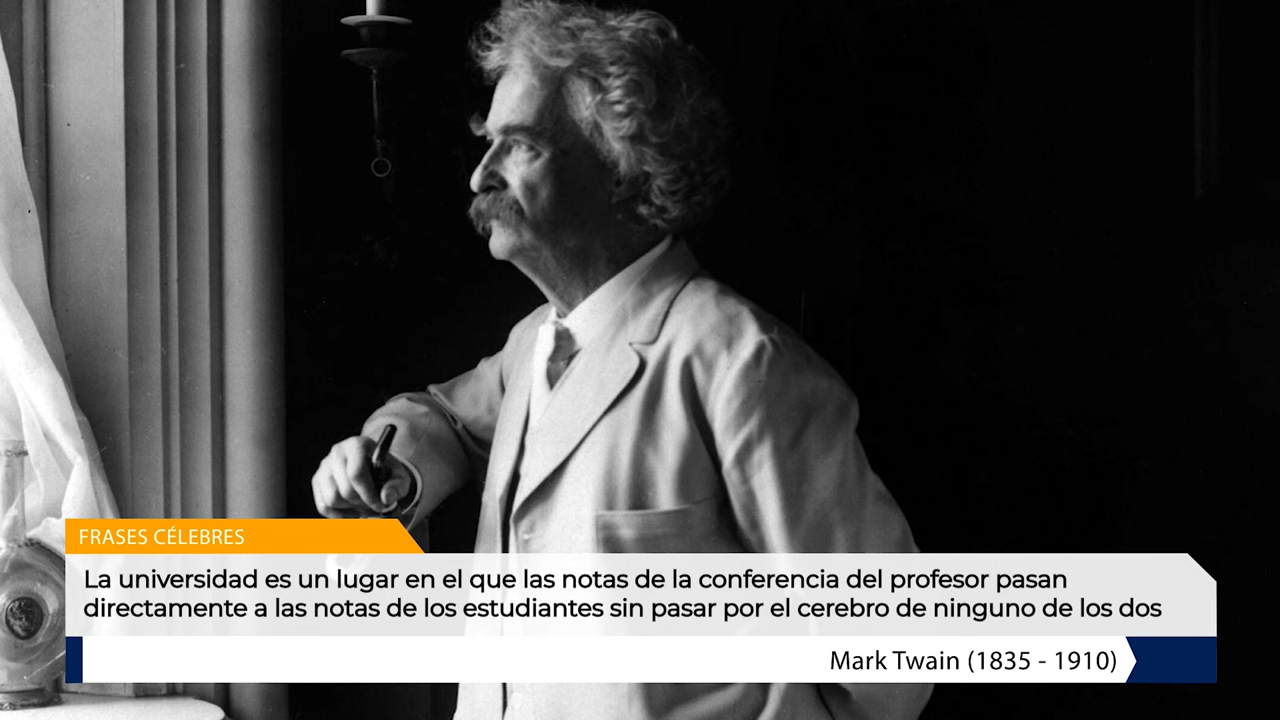 FRASES CÉLEBRES
La universidad es un lugar en el que las notas de la conferencia del profesor pasan
directamente a las notas de los estudiantes sin pasar por el cerebro de ninguno de los dos
Mark Twain (1835 - 1910)